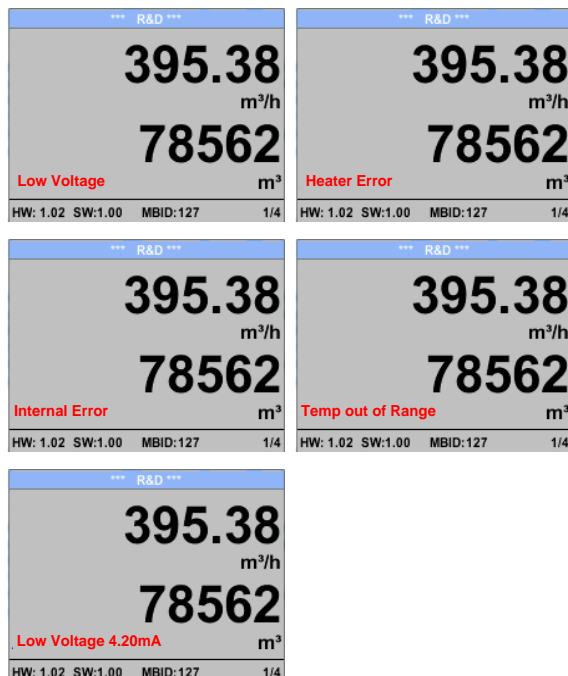 *** R&D ***
395.38
m³/h
78562
Low Voltage m³
HW: 1.02 SW:1.00 MBID:127 1/4
*** R&D ***
395.38
m³/h
78562
Heater Error m³
HW: 1.02 SW:1.00 MBID:127 1/4
*** R&D ***
395.38
m³/h
78562
Internal Error m³
HW: 1.02 SW:1.00 MBID:127 1/4
*** R&D ***
395.38
m³/h
78562
Temp out of Range m³
HW: 1.02 SW:1.00 MBID:127 1/4
*** R&D ***
395.38
m³/h
78562
Low Voltage 4.20mA m³
HW: 1.02 SW:1.00 MBID:127 1/4